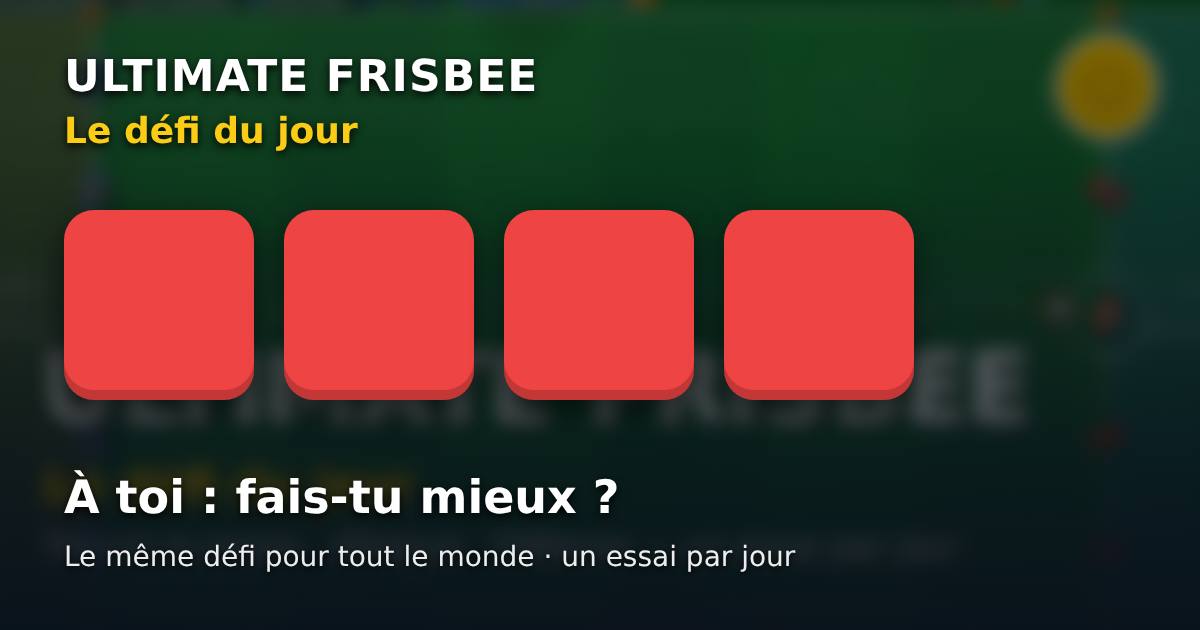 ULTIMATE FRISBEE
Le défi du jour
À toi : fais-tu mieux ?
Le même défi pour tout le monde · un essai par jour